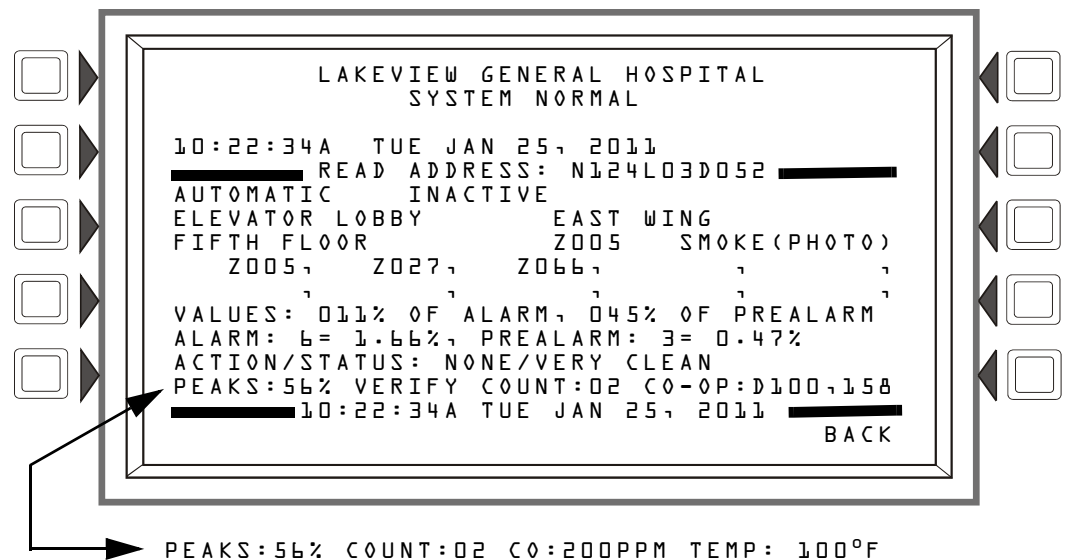 LAKEVIEW GENERAL HOSPITAL
SYSTEM NORMAL
10:22:34A TUE JAN 25, 2011
READ ADDRESS: N124L03D052
AUTOMATIC INACTIVE
ELEVATOR LOBBY EAST WING
FIFTH FLOOR Z005 SMOKE(PHOTO)
Z005, Z027, Z066, , ,
, , , , ,
VALUES: 011% OF ALARM, 045% OF PREALARM
ALARM: 6= 1.66%, PREALARM: 3= 0.47%
ACTION/STATUS: NONE/VERY CLEAN
PEAKS:56% VERIFY COUNT:02 CO-OP:D100,158
10:22:34A TUE JAN 25, 2011
BACK
PEAKS:56% COUNT:02 CO:200PPM TEMP: 100°F